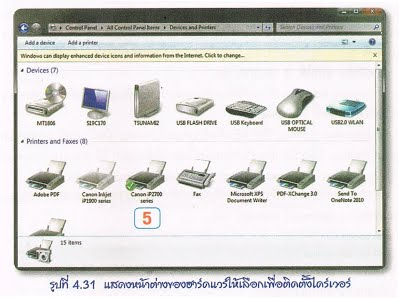 Control Panel ▸ All Control Panel Items ▸ Devices and Printers
Search Devices and Printers
Add a device Add a printer
Windows can display enhanced device icons and information from the Internet. Click to change...
Devices (7)
MT1806 S19C170 TSUNAMI2 USB FLASH DRIVE USB Keyboard USB OPTICAL MOUSE USB2.0 WLAN
Printers and Faxes (8)
Adobe PDF Canon Inkjet iP1900 series Canon iP2700 series Fax Microsoft XPS Document Writer PDF-XChange 3.0 Send To OneNote 2010
5
15 items
รูปที่ 4.31 แสดงหน้าต่างของฮาร์ดแวร์ให้เลือกเพื่อติดตั้งไดร์เวอร์